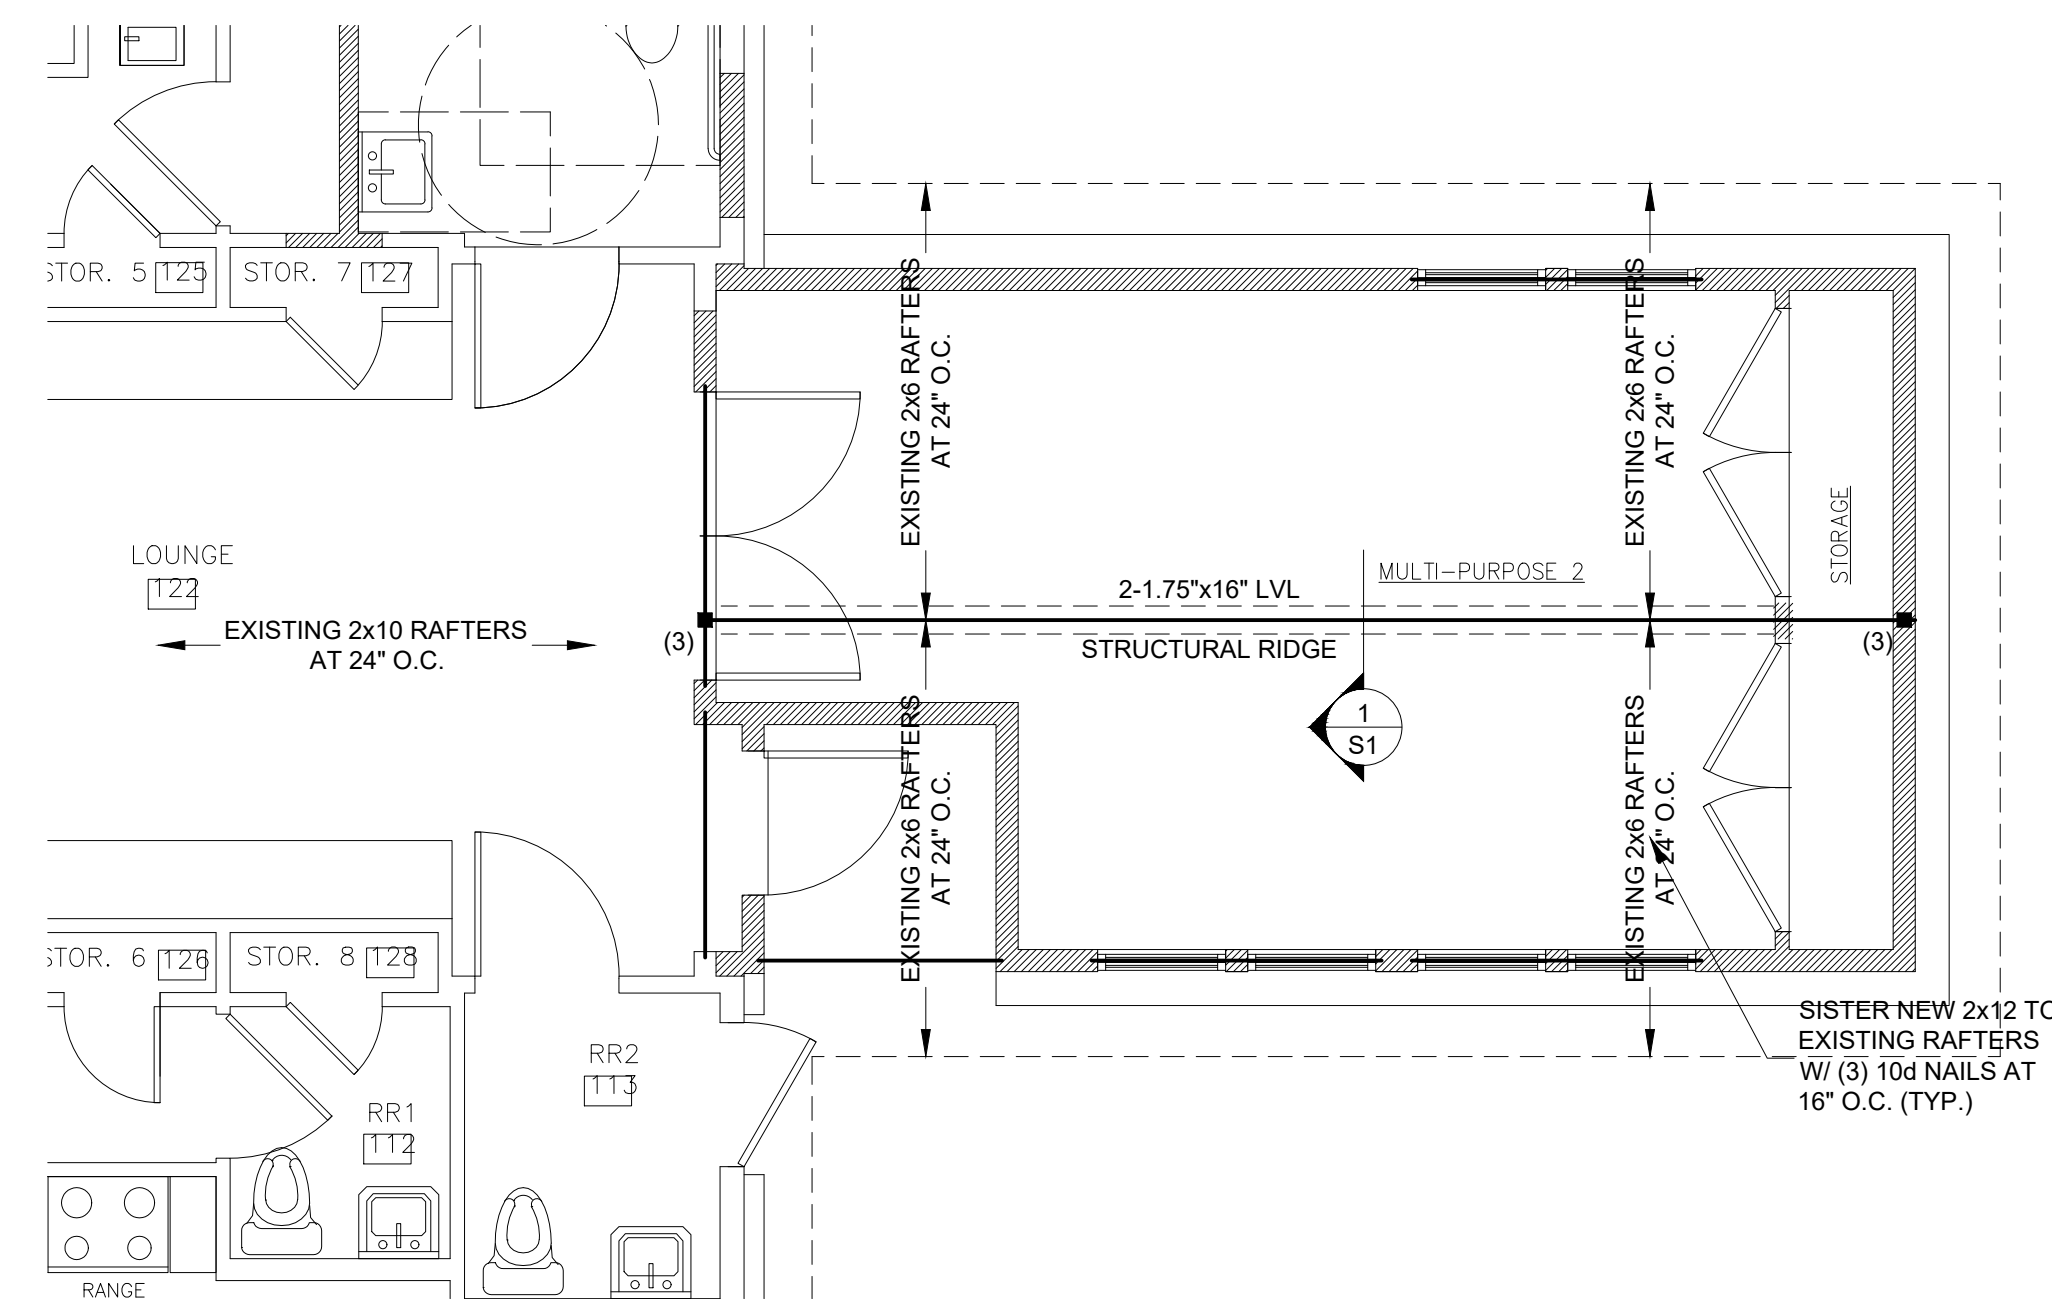 STOR. 5 125
STOR. 7 127
LOUNGE
122
EXISTING 2x10 RAFTERS
AT 24" O.C.
EXISTING 2x6 RAFTERS
AT 24" O.C.
EXISTING 2x6 RAFTERS
AT 24" O.C.
2-1.75"x16" LVL
STRUCTURAL RIDGE
MULTI-PURPOSE 2
STORAGE
(3)
(3)
1
S1
EXISTING 2x6 RAFTERS
AT 24" O.C.
EXISTING 2x6 RAFTERS
AT 24" O.C.
STOR. 6 126
STOR. 8 128
SISTER NEW 2x12 TO
EXISTING RAFTERS
W/ (3) 10d NAILS AT
16" O.C. (TYP.)
RR2
113
RR1
112
RANGE